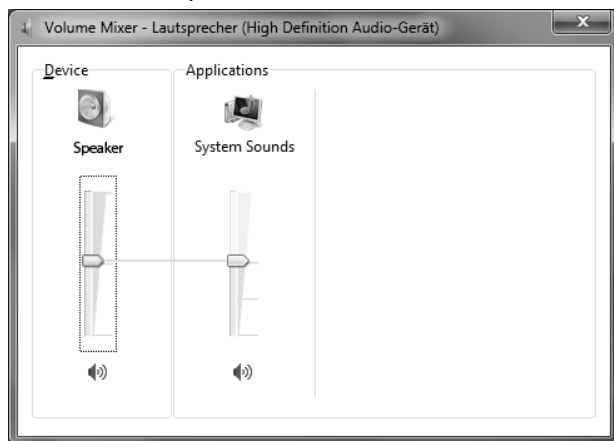 Volume Mixer - Lautsprecher (High Definition Audio-Gerät)
Device
Applications
Speaker
System Sounds